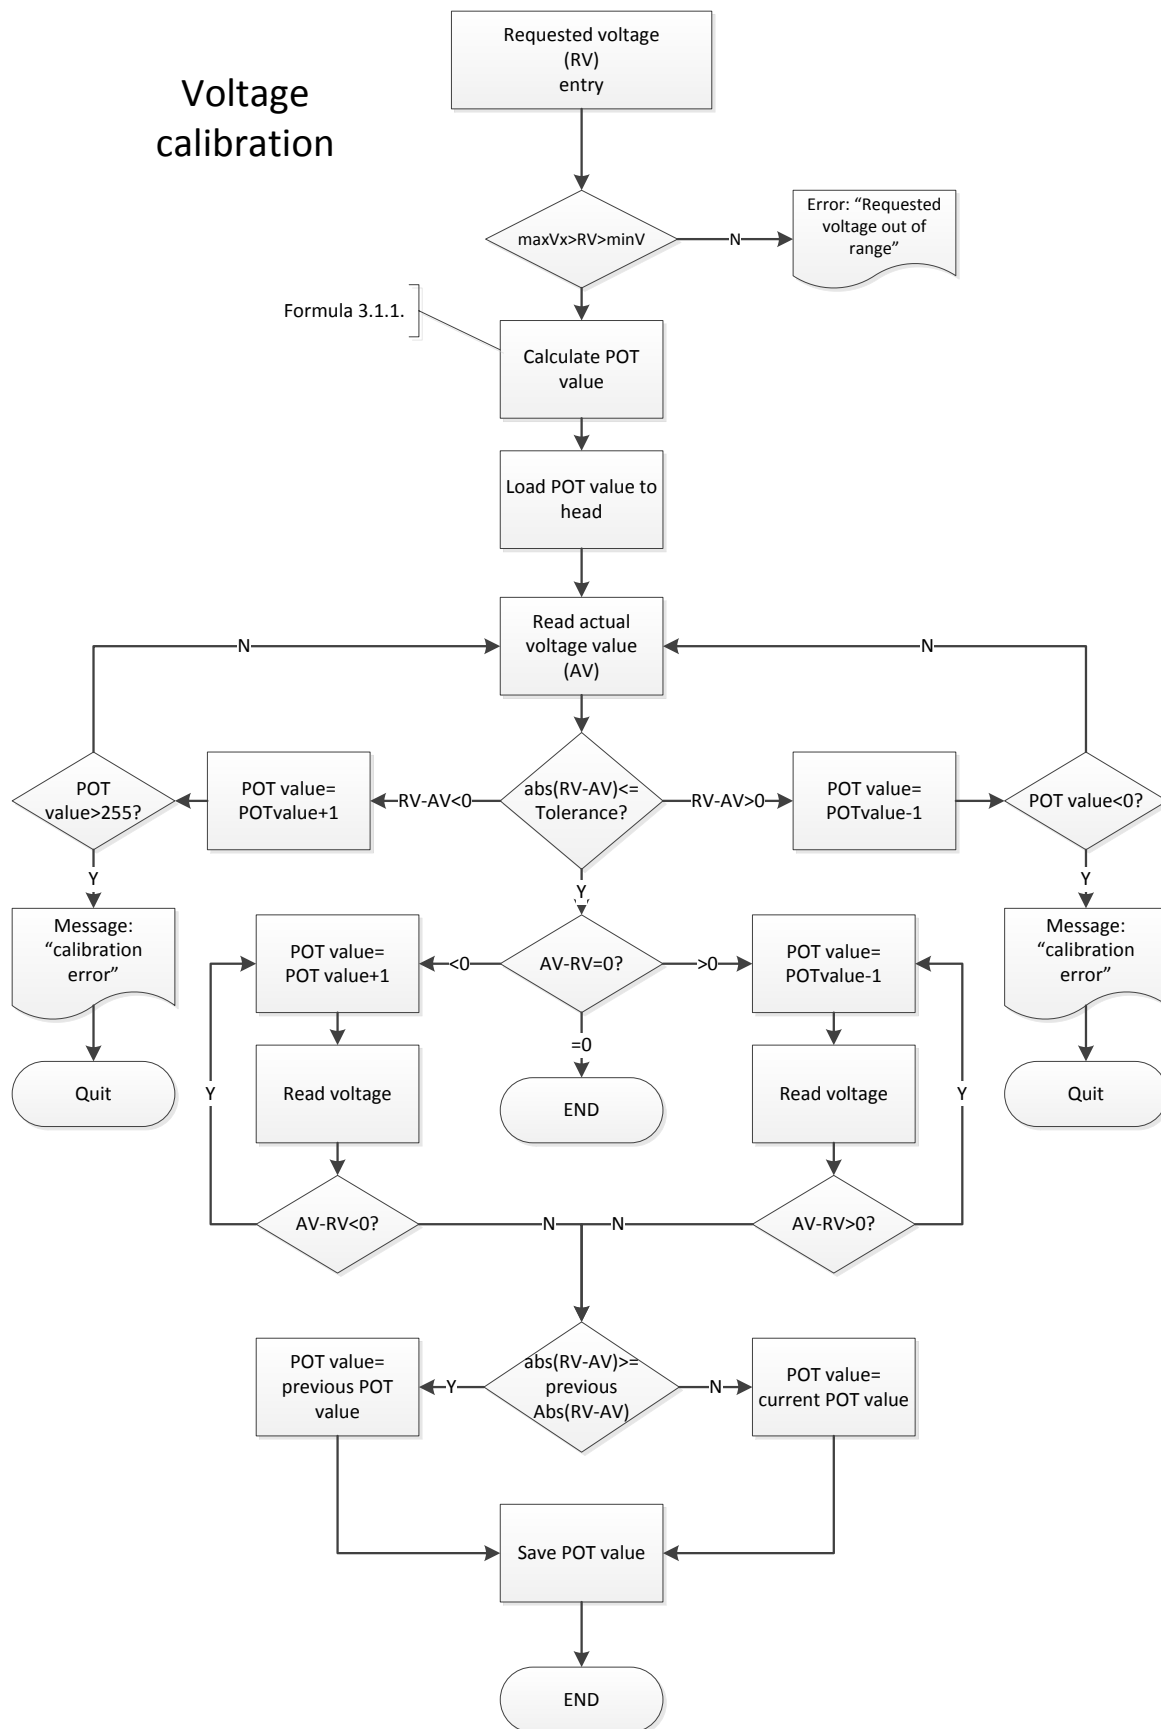 Voltage
calibration
Requested voltage
(RV)
entry
maxVx>RV>minV
N
Error: “Requested
voltage out of
range”
Formula 3.1.1.
Calculate POT
value
Load POT value to
head
Read actual
voltage value
(AV)
N
N
POT
value>255?
POT value=
POTvalue+1
RV-AV<0
abs(RV-AV)<=
Tolerance?
RV-AV>0
POT value=
POTvalue-1
POT value<0?
Y
Y
Y
Message:
“calibration
error”
POT value=
POT value+1
<0
AV-RV=0?
>0
POT value=
POTvalue-1
Message:
“calibration
error”
=0
Quit
Y
Read voltage
END
Read voltage
Y
Quit
AV-RV<0?
N
N
AV-RV>0?
POT value=
previous POT
value
Y
abs(RV-AV)>=
previous
Abs(RV-AV)
N
POT value=
current POT value
Save POT value
END